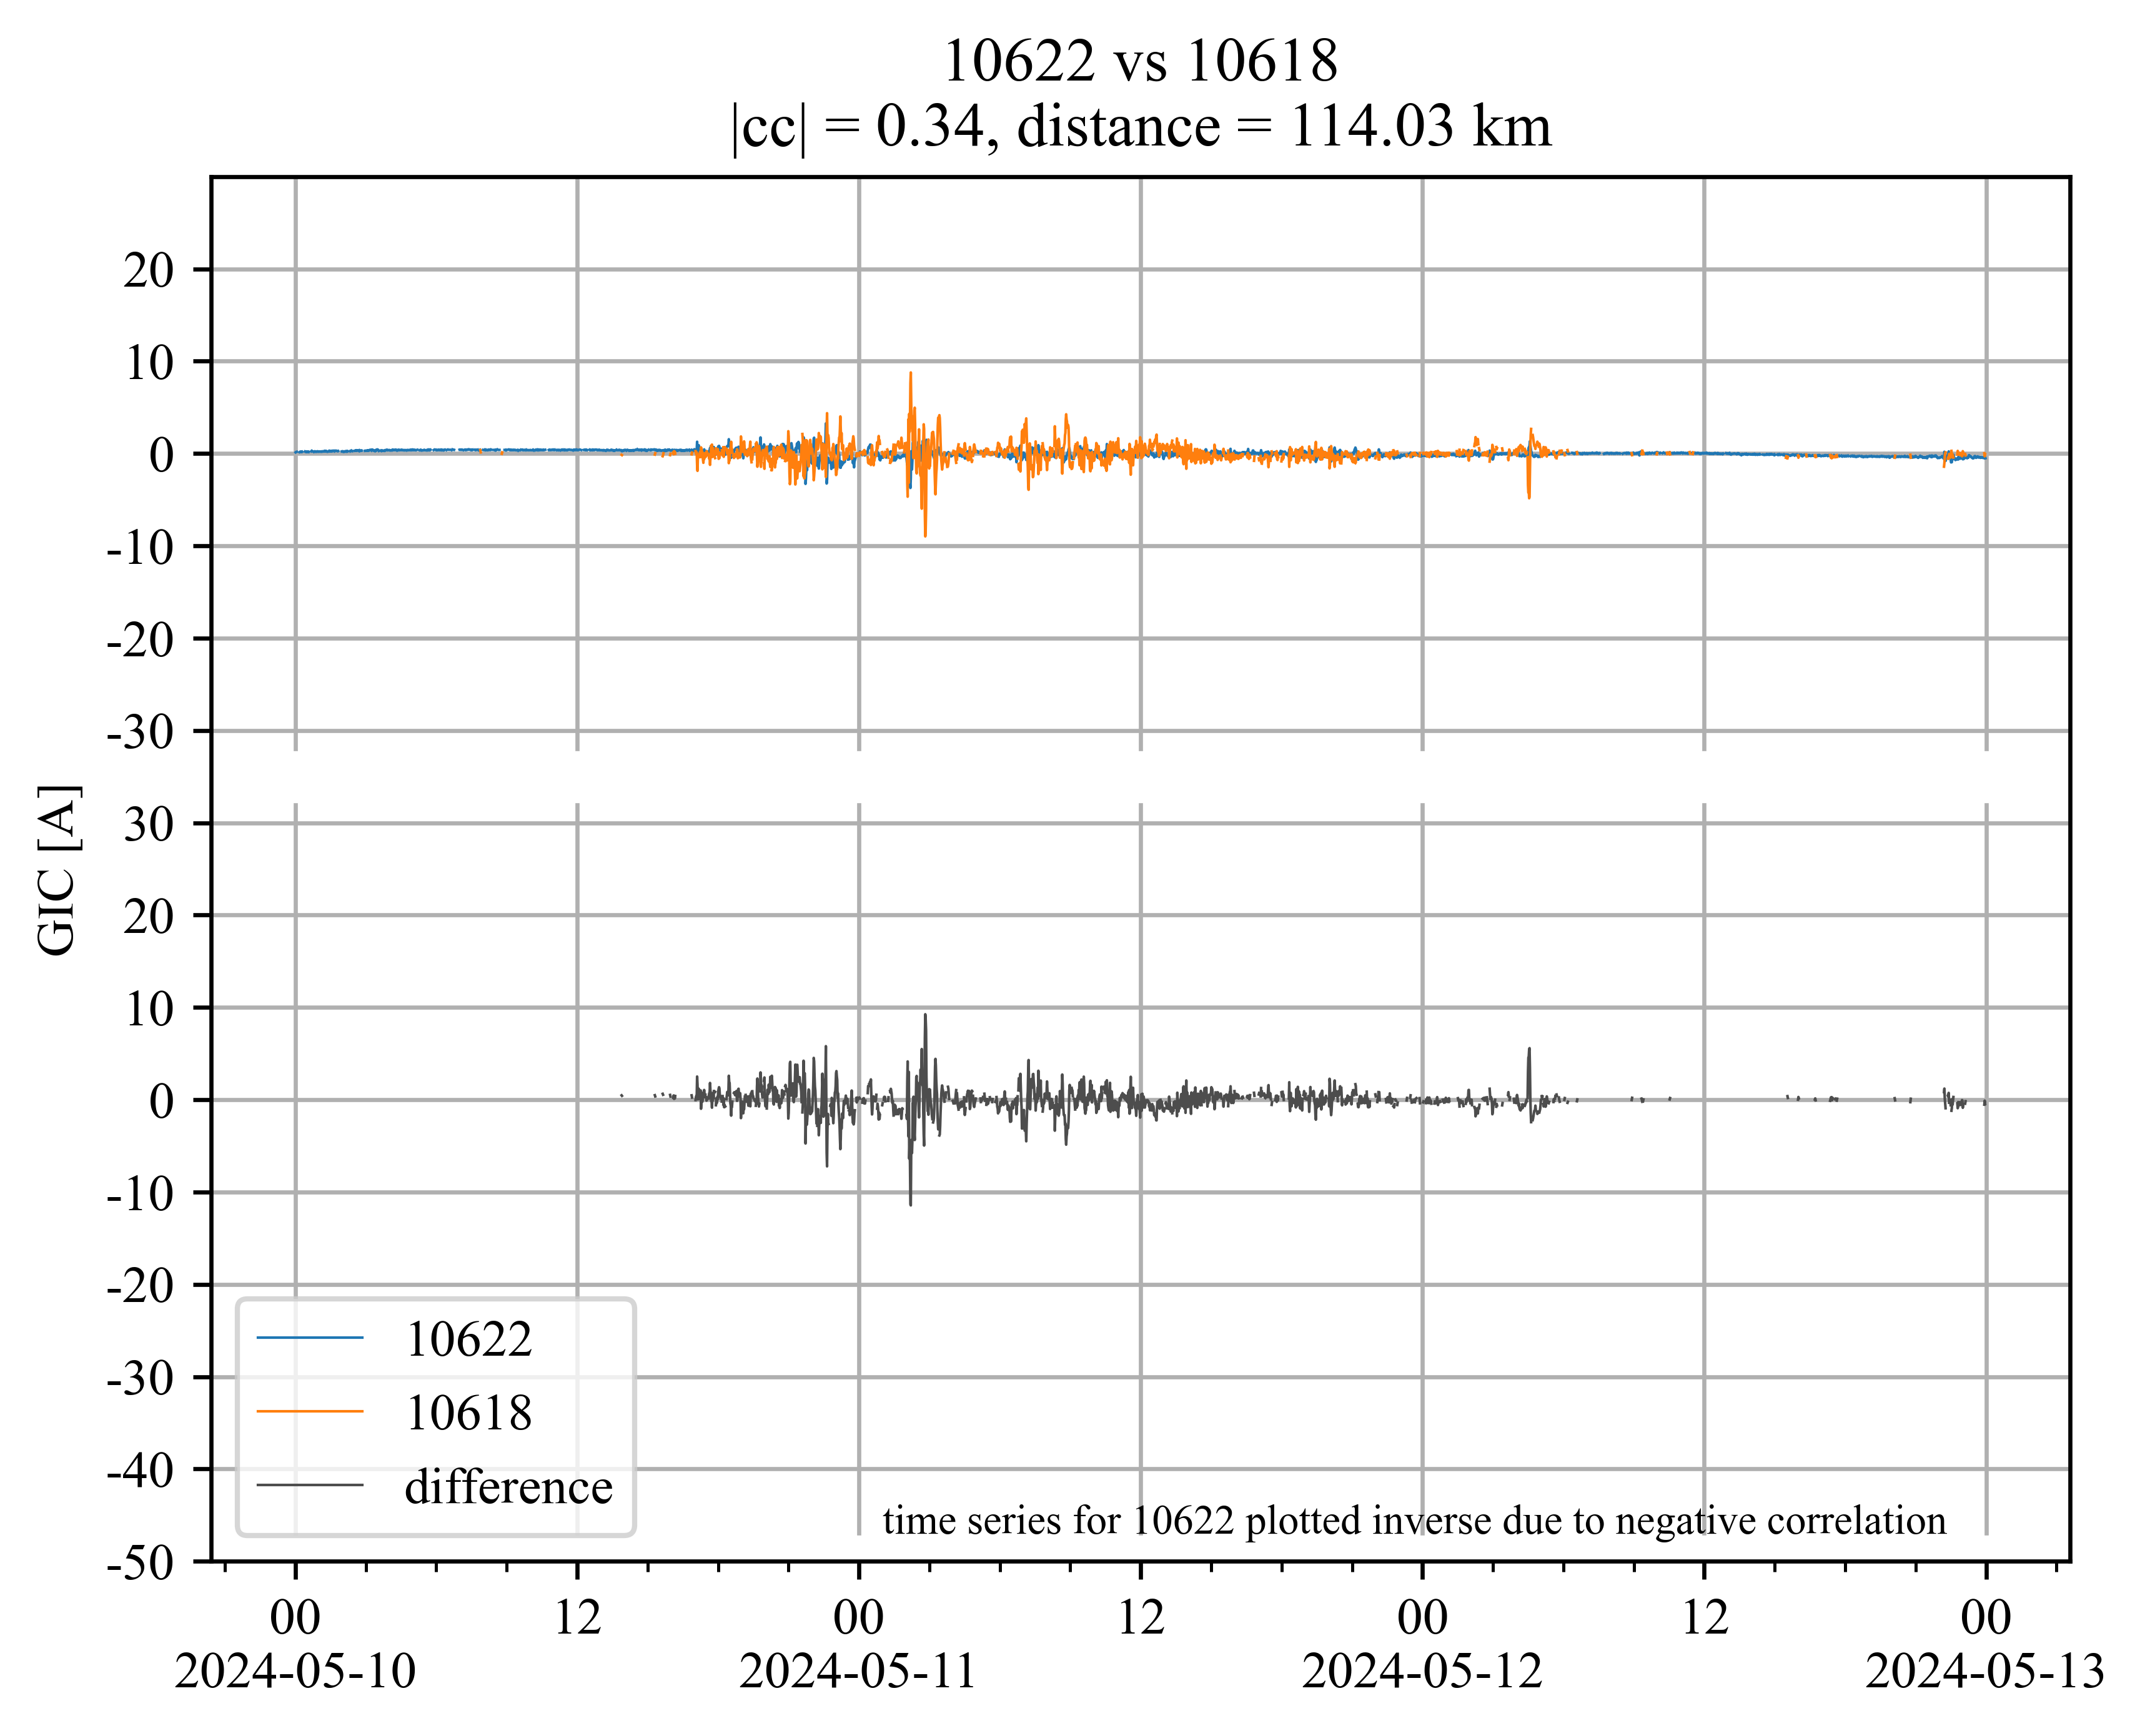 10622 vs 10618
|cc| = 0.34, distance = 114.03 km
20
10
0
-10
-20
-30
GIC [A]
30
20
10
0
-10
-20
-30
-40
-50
10622
10618
difference
time series for 10622 plotted inverse due to negative correlation
00 12 00 12 00 12 00
2024-05-10 2024-05-11 2024-05-12 2024-05-13